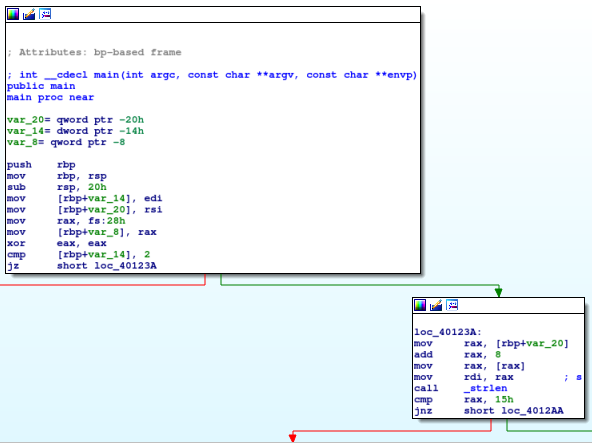 ; Attributes: bp-based frame
; int __cdecl main(int argc, const char **argv, const char **envp)
public main
main proc near
var_20= qword ptr -20h
var_14= dword ptr -14h
var_8= qword ptr -8
push rbp
mov rbp, rsp
sub rsp, 20h
mov [rbp+var_14], edi
mov [rbp+var_20], rsi
mov rax, fs:28h
mov [rbp+var_8], rax
xor eax, eax
cmp [rbp+var_14], 2
jz short loc_40123A
loc_40123A:
mov rax, [rbp+var_20]
add rax, 8
mov rax, [rax]
mov rdi, rax ; s
call _strlen
cmp rax, 15h
jnz short loc_4012AA